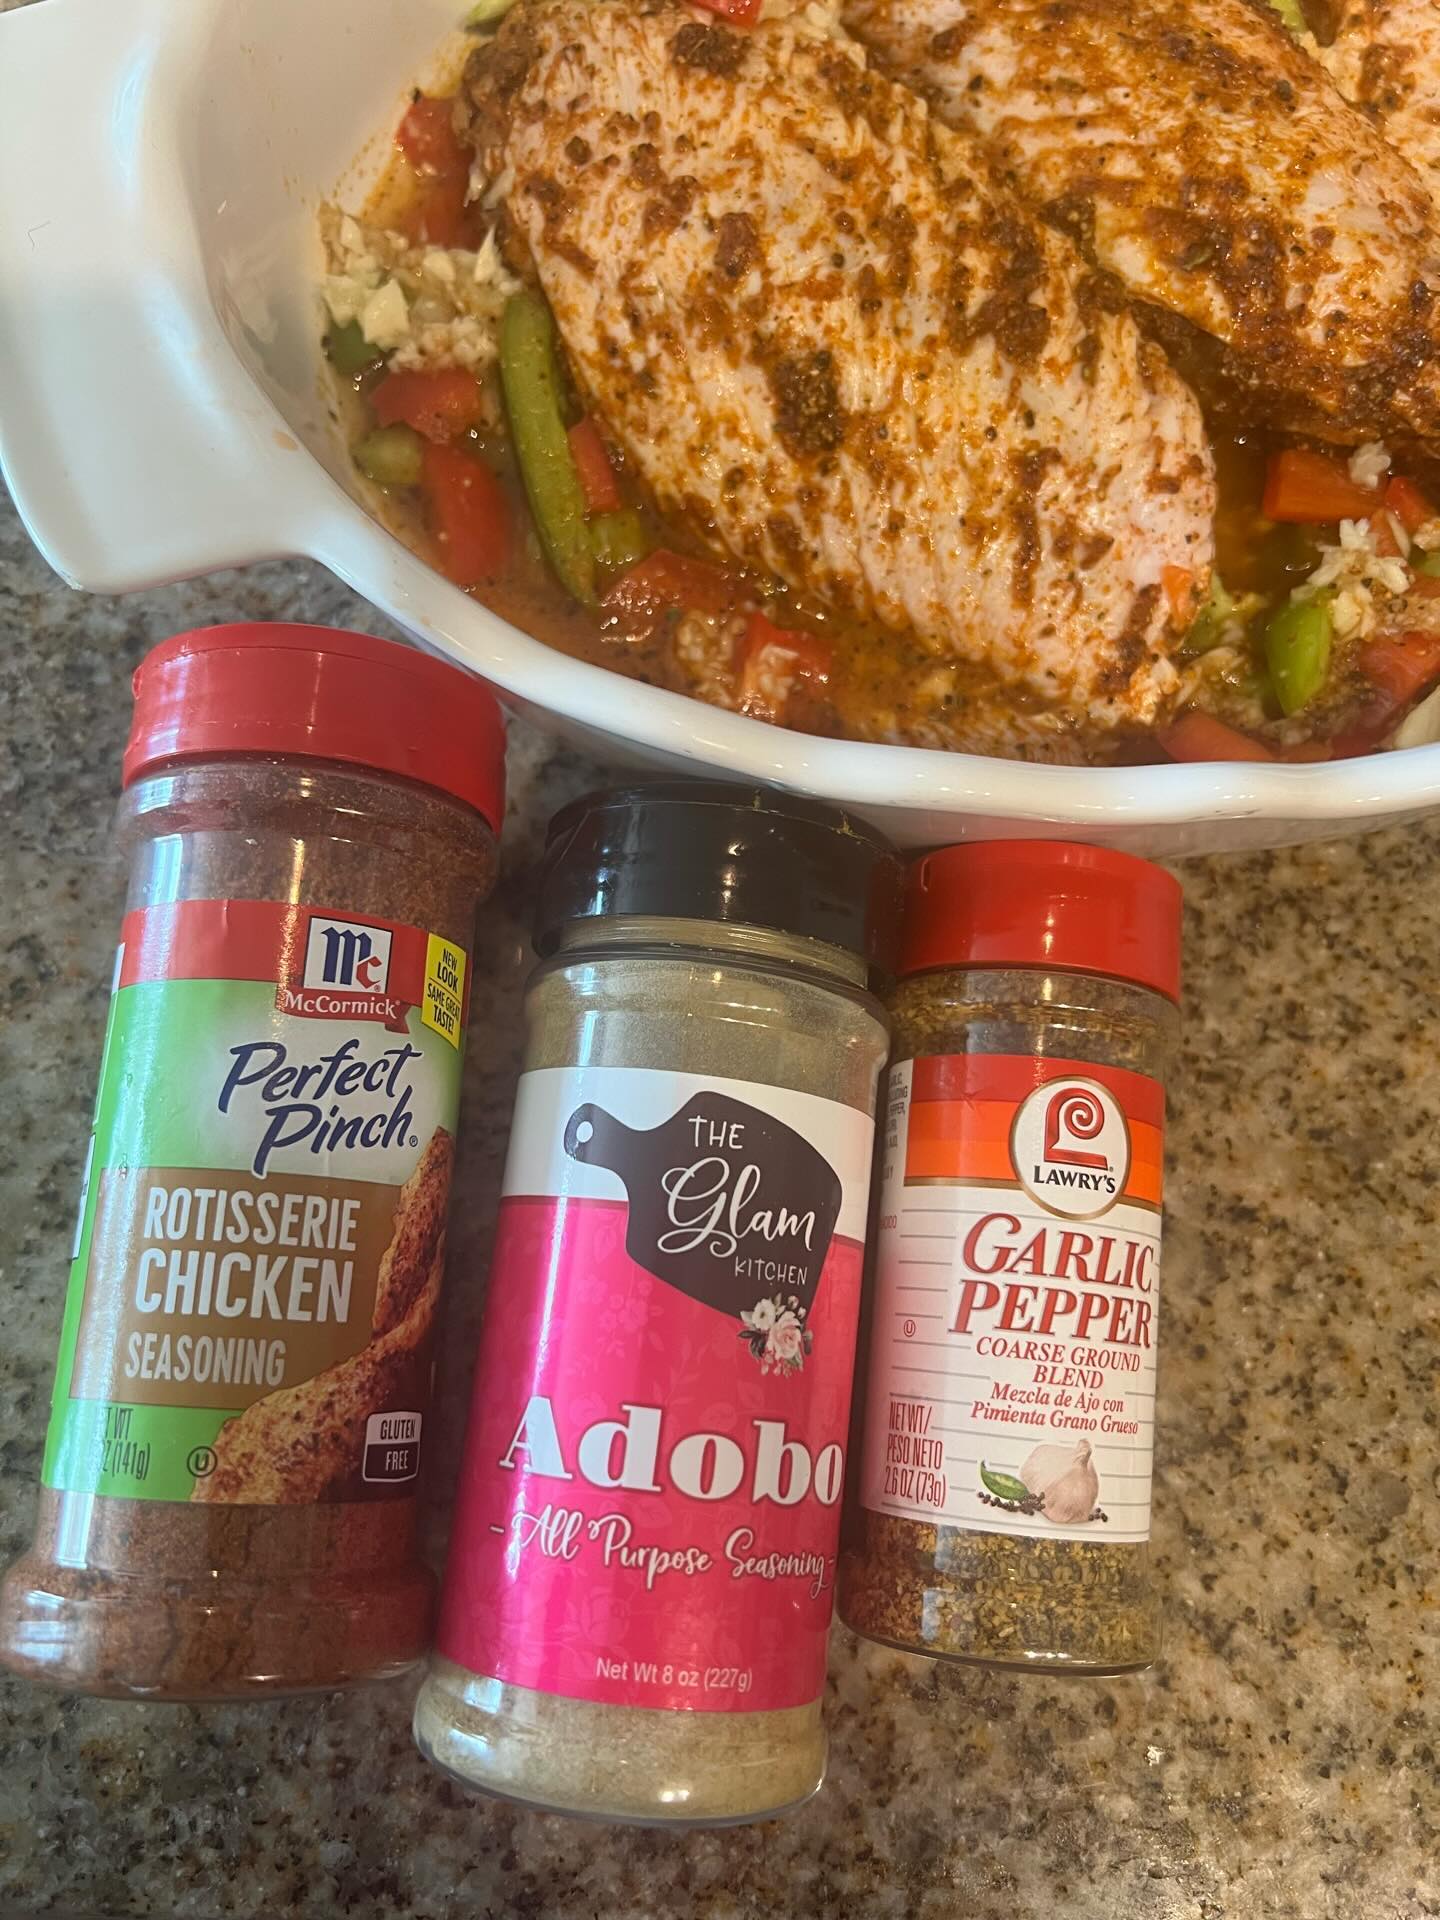 Mc
McCormick®
NEW
LOOK
SAME GREAT
TASTE!
Perfect
Pinch®
ROTISSERIE
CHICKEN
SEASONING
(141g)
U
GLUTEN
FREE
THE
Glam
KITCHEN
Adobo
- All Purpose Seasoning -
Net Wt 8 oz (227g)
LAWRY'S
GARLIC
PEPPER
COARSE GROUND
BLEND
Mezcla de Ajo con
Pimienta Grano Grueso
U
NET WT/
PESO NETO
2.6 OZ (73g)